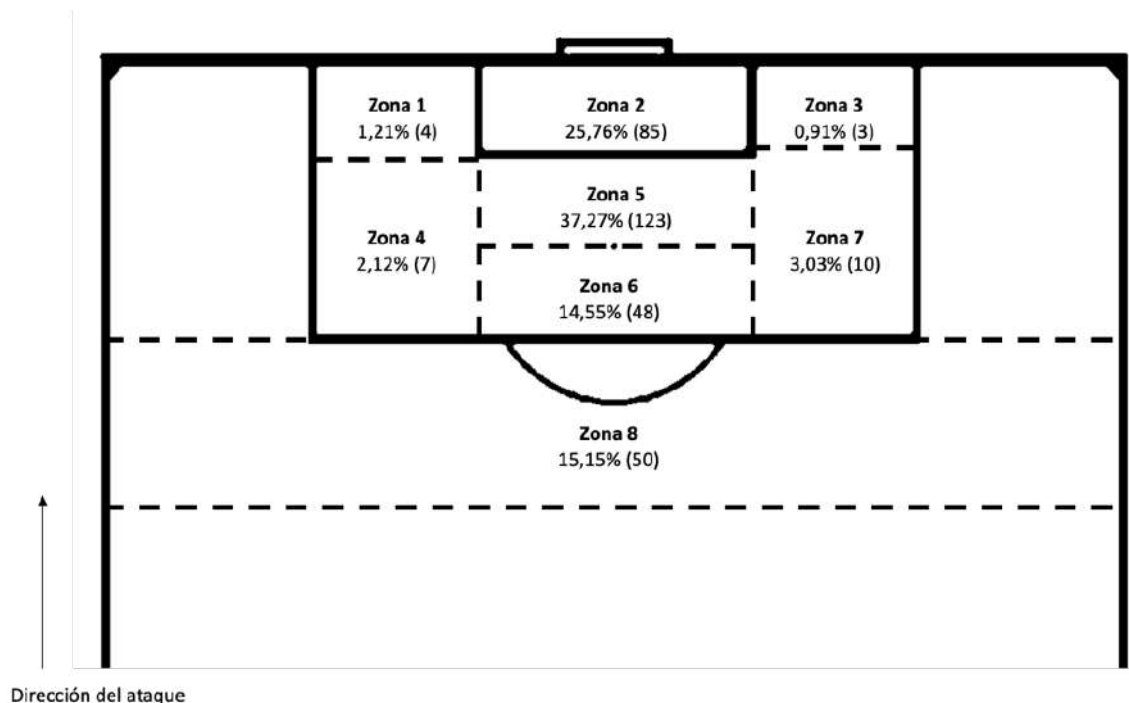 Zona 1
1,21% (4)
Zona 2
25,76% (85)
Zona 3
0,91% (3)
Zona 5
37,27% (123)
Zona 4
2,12% (7)
Zona 7
3,03% (10)
Zona 6
14,55% (48)
Zona 8
15,15% (50)
Dirección del ataque